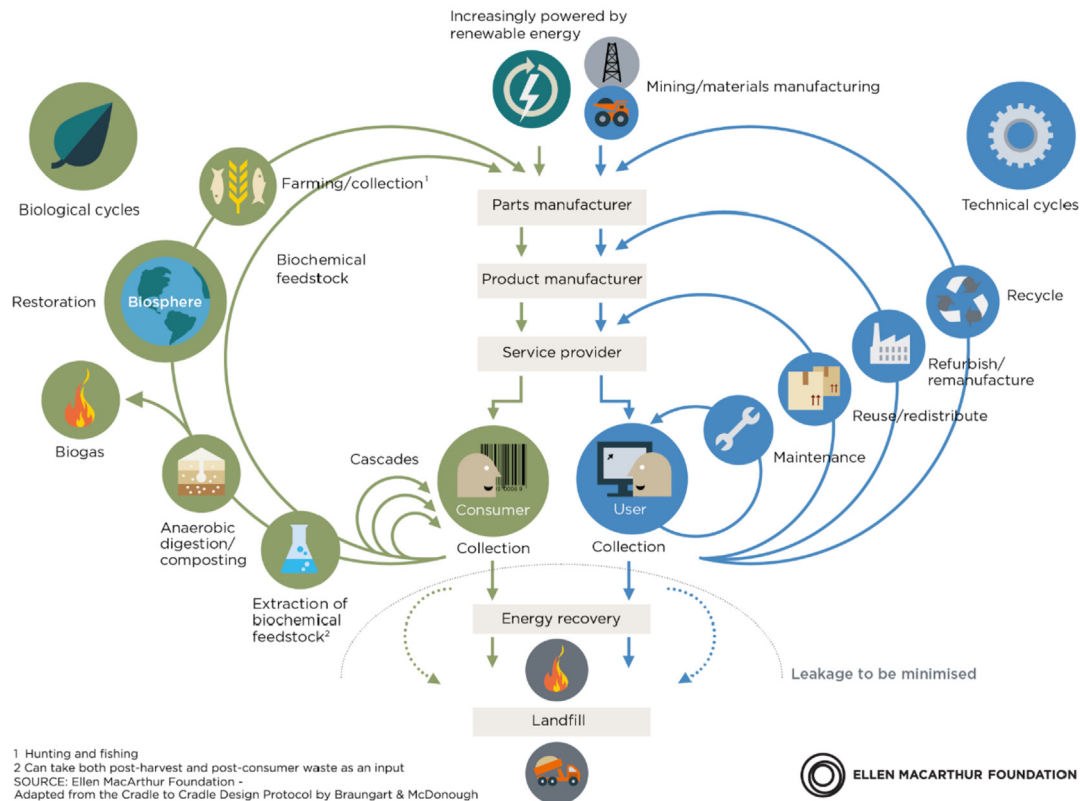 Increasingly powered by
renewable energy
Mining/materials manufacturing
Biological cycles
Technical cycles
Farming/collection¹
Parts manufacturer
Biochemical
feedstock
Product manufacturer
Restoration
Biosphere
Recycle
Service provider
Refurbish/
remanufacture
Reuse/redistribute
Biogas
Cascades
Maintenance
Consumer
User
Anaerobic
digestion/
composting
Collection
Collection
Extraction of
biochemical
feedstock²
Energy recovery
Leakage to be minimised
Landfill
1 Hunting and fishing
2 Can take both post-harvest and post-consumer waste as an input
SOURCE: Ellen MacArthur Foundation -
Adapted from the Cradle to Cradle Design Protocol by Braungart & McDonough
ELLEN MACARTHUR FOUNDATION